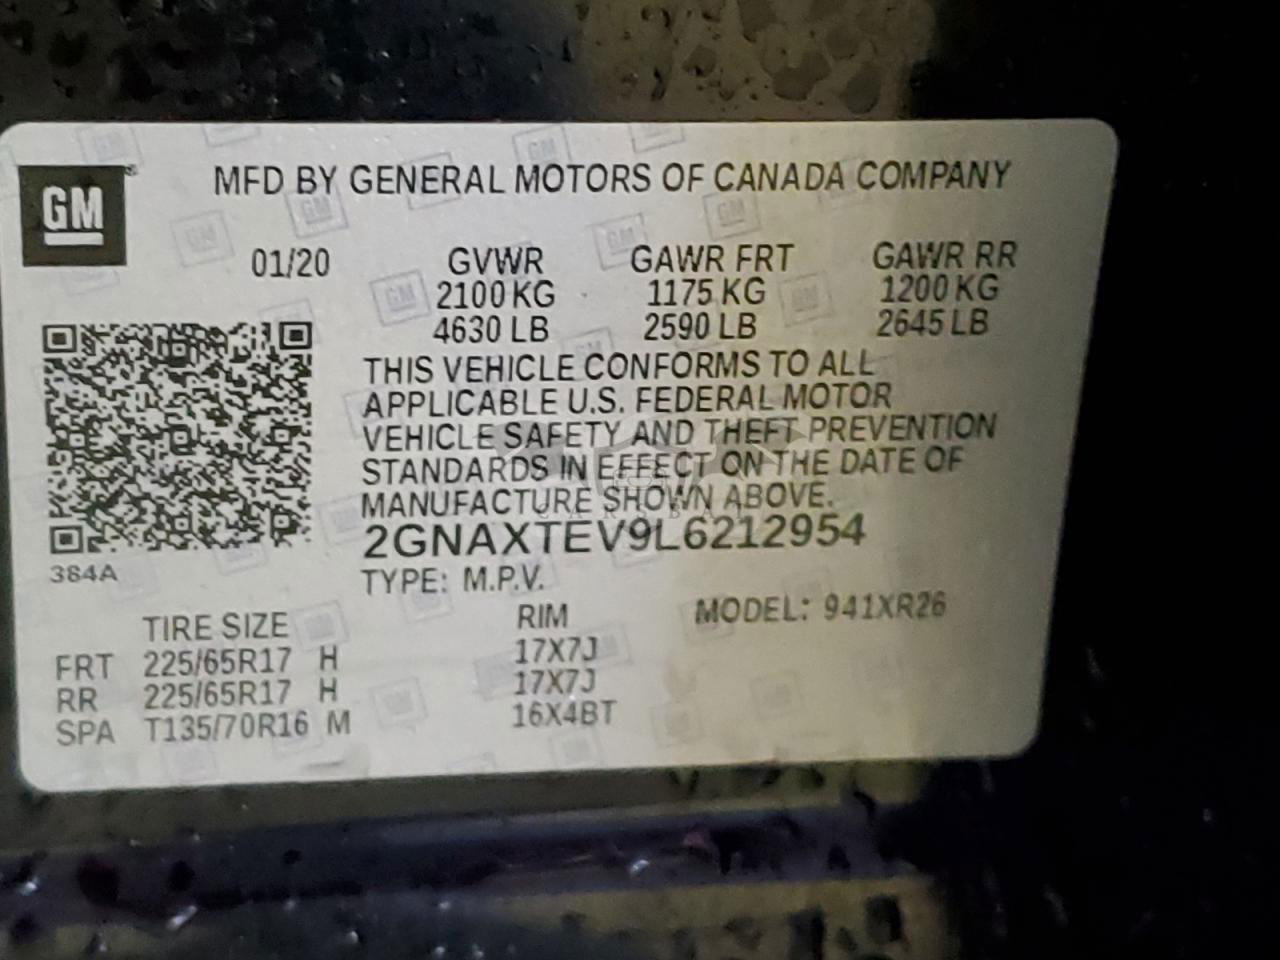 GM
MFD BY GENERAL MOTORS OF CANADA COMPANY
01/20 GVWR GAWR FRT GAWR RR
2100 KG 1175 KG 1200 KG
4630 LB 2590 LB 2645 LB
THIS VEHICLE CONFORMS TO ALL
APPLICABLE U.S. FEDERAL MOTOR
VEHICLE SAFETY AND THEFT PREVENTION
STANDARDS IN EFFECT ON THE DATE OF
MANUFACTURE SHOWN ABOVE.
2GNAXTEV9L6212954
384A
TYPE: M.P.V.
TIRE SIZE RIM MODEL: 941XR26
FRT 225/65R17 H 17X7J
RR 225/65R17 H 17X7J
SPA T135/70R16 M 16X4BT